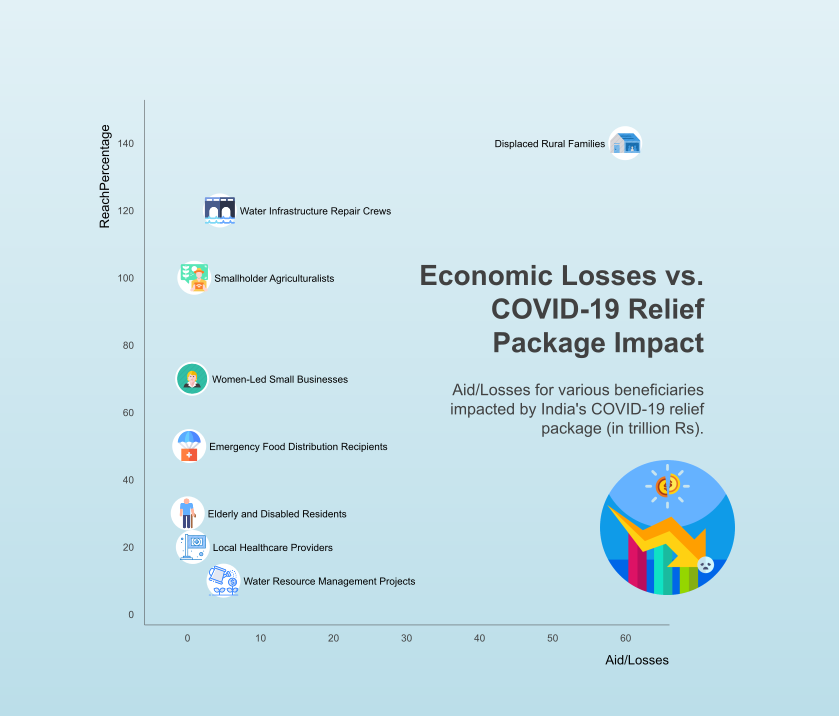 ReachPercentage
140
120
100
80
60
40
20
0
Displaced Rural Families
Water Infrastructure Repair Crews
Smallholder Agriculturalists
Women-Led Small Businesses
Emergency Food Distribution Recipients
Elderly and Disabled Residents
Local Healthcare Providers
Water Resource Management Projects
Economic Losses vs.
COVID-19 Relief
Package Impact
Aid/Losses for various beneficiaries
impacted by India's COVID-19 relief
package (in trillion Rs).
0 10 20 30 40 50 60
Aid/Losses